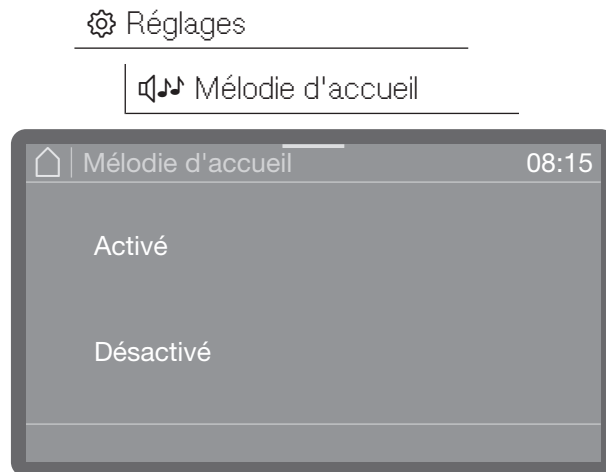 Réglages
Mélodie d'accueil
Mélodie d'accueil 08:15
Activé
Désactivé